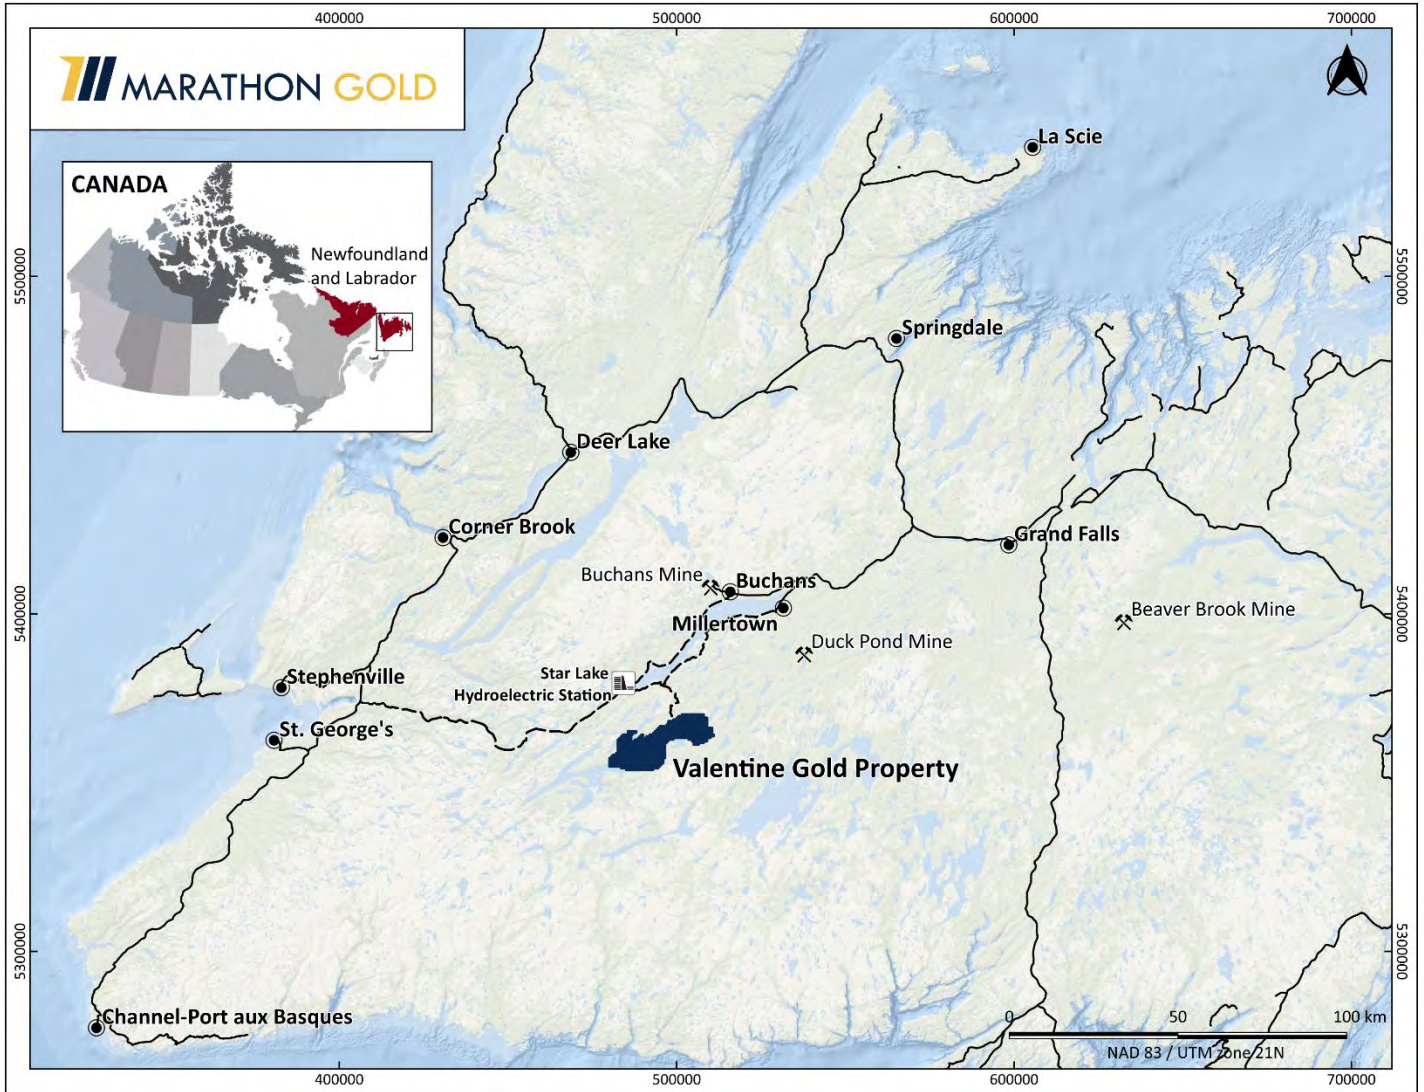 400000
500000
600000
700000
MARATHON GOLD
CANADA
Newfoundland
and Labrador
La Scie
5500000
5500000
Springdale
Deer Lake
Corner Brook
Grand Falls
Buchans Mine
Buchans
Millertown
Beaver Brook Mine
5400000
5400000
Duck Pond Mine
Stephenville
Star Lake
Hydroelectric Station
St. George's
Valentine Gold Property
5300000
5300000
Channel-Port aux Basques
0 50 100 km
NAD 83 / UTM zone 21N
400000
500000
600000
700000